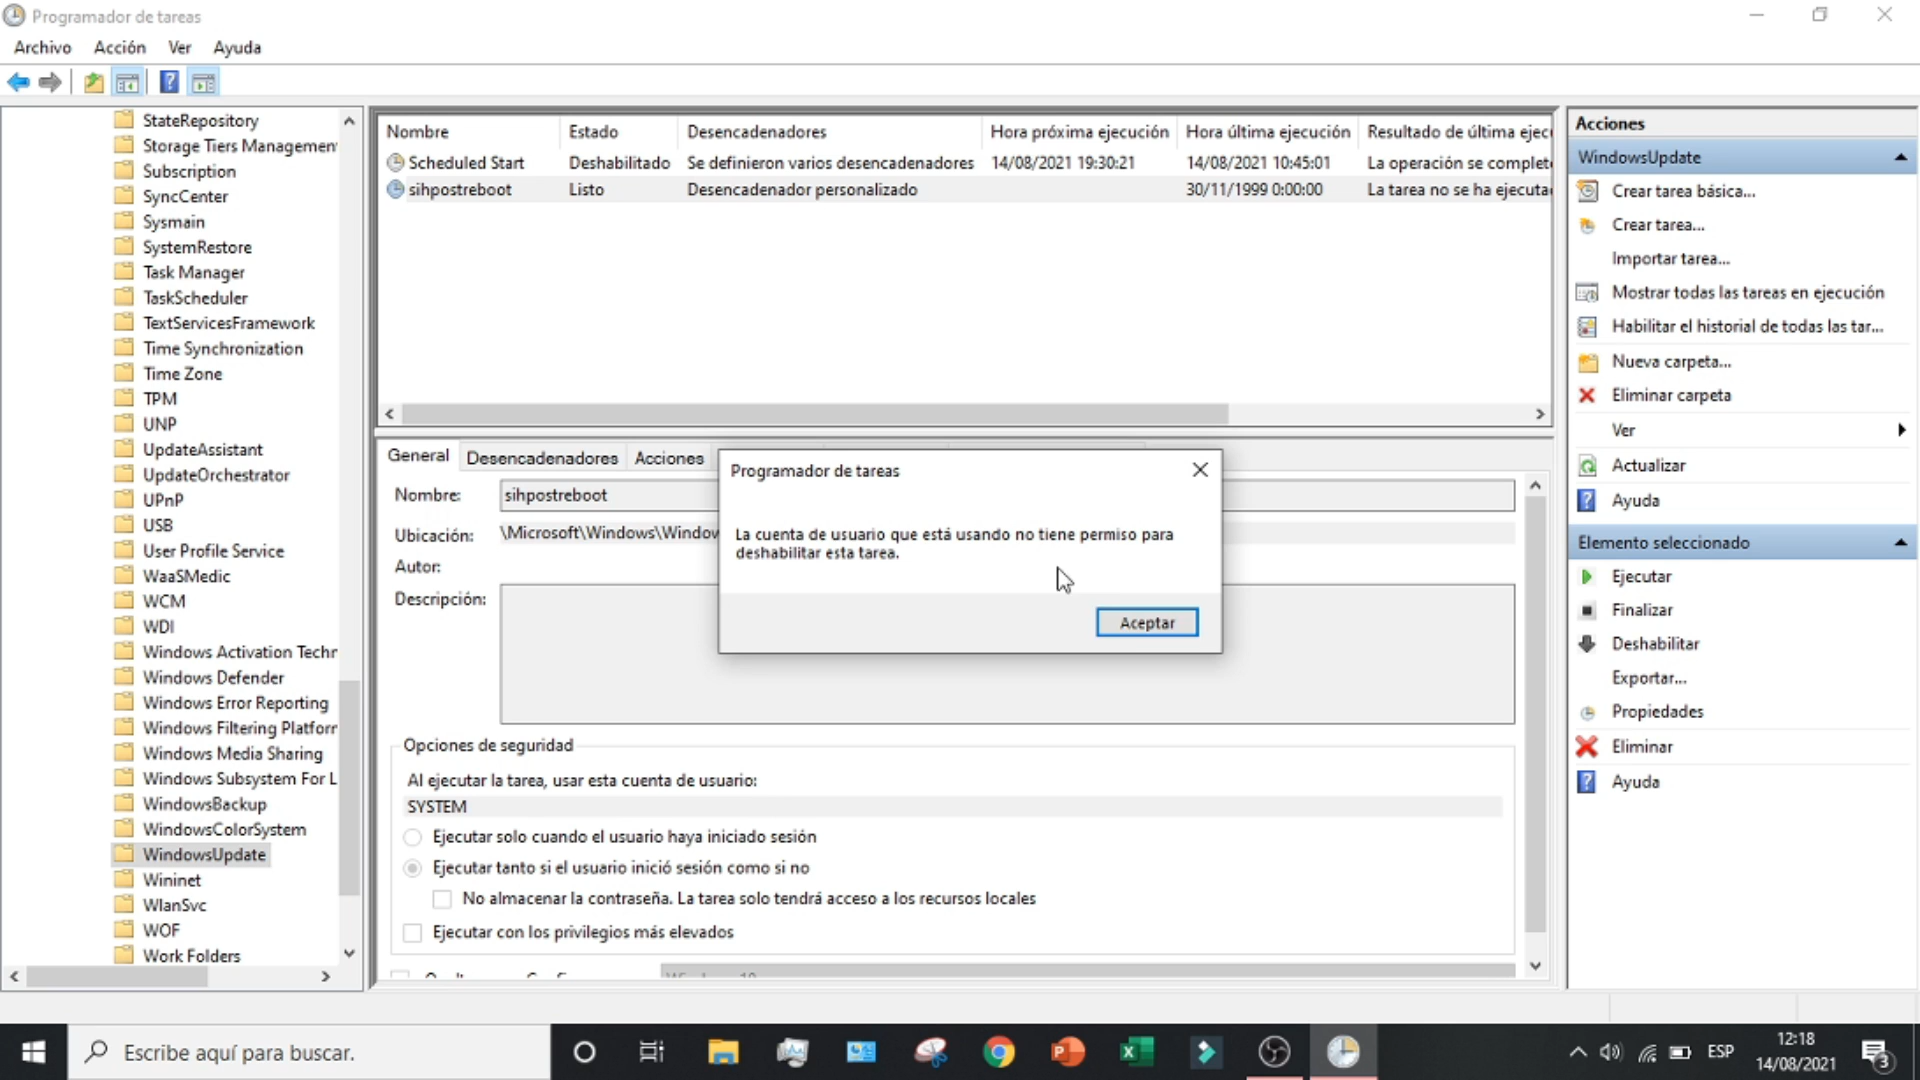 Programador de tareas
Archivo Acción Ver Ayuda
StateRepository
Storage Tiers Managemen
Subscription
SyncCenter
Sysmain
SystemRestore
Task Manager
TaskScheduler
TextServicesFramework
Time Synchronization
Time Zone
TPM
UNP
UpdateAssistant
UpdateOrchestrator
UPnP
USB
User Profile Service
WaaSMedic
WCM
WDI
Windows Activation Techn
Windows Defender
Windows Error Reporting
Windows Filtering Platforr
Windows Media Sharing
Windows Subsystem For L
WindowsBackup
WindowsColorSystem
WindowsUpdate
Wininet
WlanSvc
WOF
Work Folders
Nombre Estado Desencadenadores Hora próxima ejecución Hora última ejecución Resultado de última ejecu
Scheduled Start Deshabilitado Se definieron varios desencadenadores 14/08/2021 19:30:21 14/08/2021 10:45:01 La operación se complet
sihpostreboot Listo Desencadenador personalizado 30/11/1999 0:00:00 La tarea no se ha ejecuta
General Desencadenadores Acciones
Nombre: sihpostreboot
Ubicación: \Microsoft\Windows\Window
Autor:
Descripción:
Programador de tareas
La cuenta de usuario que está usando no tiene permiso para
deshabilitar esta tarea.
Aceptar
Opciones de seguridad
Al ejecutar la tarea, usar esta cuenta de usuario:
SYSTEM
Ejecutar solo cuando el usuario haya iniciado sesión
Ejecutar tanto si el usuario inició sesión como si no
No almacenar la contraseña. La tarea solo tendrá acceso a los recursos locales
Ejecutar con los privilegios más elevados
Acciones
WindowsUpdate
Crear tarea básica...
Crear tarea...
Importar tarea...
Mostrar todas las tareas en ejecución
Habilitar el historial de todas las tar...
Nueva carpeta...
Eliminar carpeta
Ver
Actualizar
Ayuda
Elemento seleccionado
Ejecutar
Finalizar
Deshabilitar
Exportar...
Propiedades
Eliminar
Ayuda
Escribe aquí para buscar.
ESP
12:18
14/08/2021
3